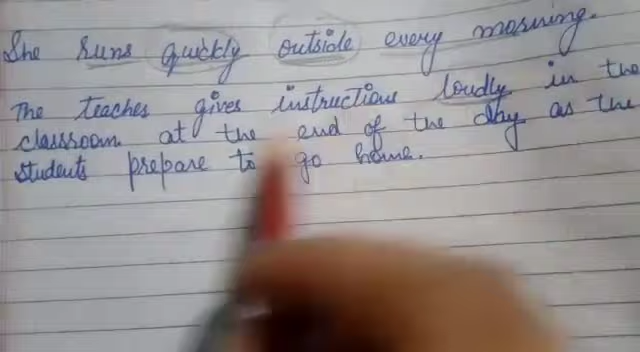 She runs quickly outside every morning.
The teacher gives instructions loudly in the
classroom at the end of the day as the
students prepare to go home.